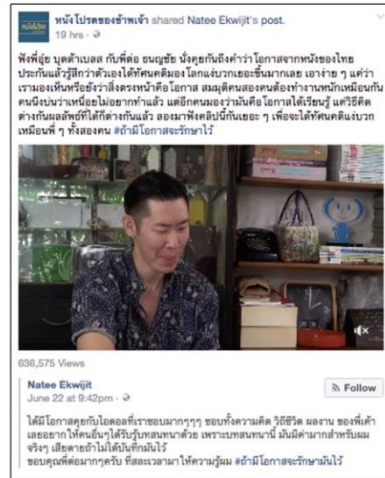 หนังโปรดของข้าพเจ้า shared Natee Ekwijit's post.
19 hrs ·
ฟังพี่อุ๋ย บุดด้าเบลส กับพี่ต่อ ธนญชัย นั่งคุยกันถึงคำว่าโอกาสจากหนังของไทย
ประกันแล้วรู้สึกว่าตัวเองได้ทัศนคติมองโลกแง่บวกเยอะขึ้นมากเลย เอาง่าย ๆ แค่ว่า
เรามองเห็นหรือยังว่าสิ่งตรงหน้าคือโอกาส สมมุติคนสองคนต้องทำงานหนักเหมือนกัน
คนนึงบ่นว่าเหนื่อยไม่อยากทำแล้ว แต่อีกคนมองว่ามันคือโอกาสได้เรียนรู้ แค่วิธีคิด
ต่างกันผลลัพธ์ที่ได้ก็ต่างกันแล้ว ลองมาฟังคลิปนี้กันเยอะ ๆ เพื่อจะได้ทัศนคติแง่บวก
เหมือนพี่ ๆ ทั้งสองคน #ถ้ามีโอกาสจะรักษาไว้
636,575 Views
Natee Ekwijit
June 22 at 9:42pm ·
Follow
ได้มีโอกาสคุยกับไอดอลที่เราชอบมากๆๆๆ ชอบทั้งความคิด วิถีชีวิต ผลงาน ของพี่เค้า
เลยอยากให้คนอื่นๆได้รับรู้บทสนทนาด้วย เพราะบทสนทนานี้ มันมีค่ามากสำหรับผม
จริงๆ เสียดายถ้าไม่ได้บันทึกมันไว้
ขอบคุณพี่ต่อมากๆครับ ที่สละเวลามาให้ความรู้ผม #ถ้ามีโอกาสจะรักษามันไว้